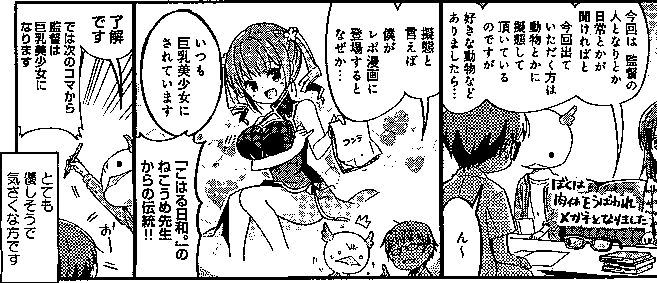 今回は 監督の
人となりとか
日常とかが
聞ければと
今回出て
いただく方は
動物とかに
擬態して
頂いている
のですが
好きな動物など
ありましたら…
ぼくは
肉体をうばわれ
メガネとなりました
ん〜
擬態と
言えば
僕が
レポ漫画に
登場すると
なぜか…
コンテ
いつも
巨乳美少女に
されています
「こはる日和。」の
ねこうめ先生
からの伝統!!
了解
です
では次のコマから
監督は
巨乳美少女に
なります
お〜
とても
優しそうで
気さくな方です